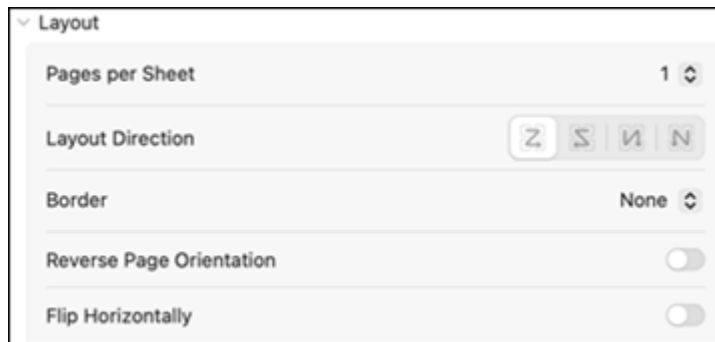 Layout
Pages per Sheet 1
Layout Direction
Border None
Reverse Page Orientation
Flip Horizontally